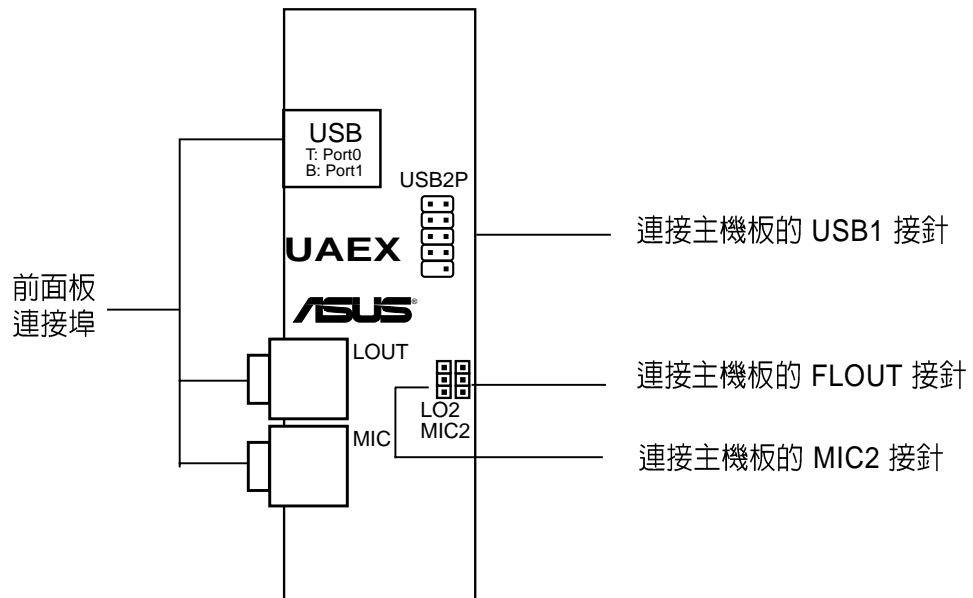 USB
T: Port0
B: Port1
USB2P
連接主機板的 USB1 接針
UAEX
前面板
連接埠
ASUS®
LOUT
連接主機板的 FLOUT 接針
LO2
MIC2
MIC
連接主機板的 MIC2 接針